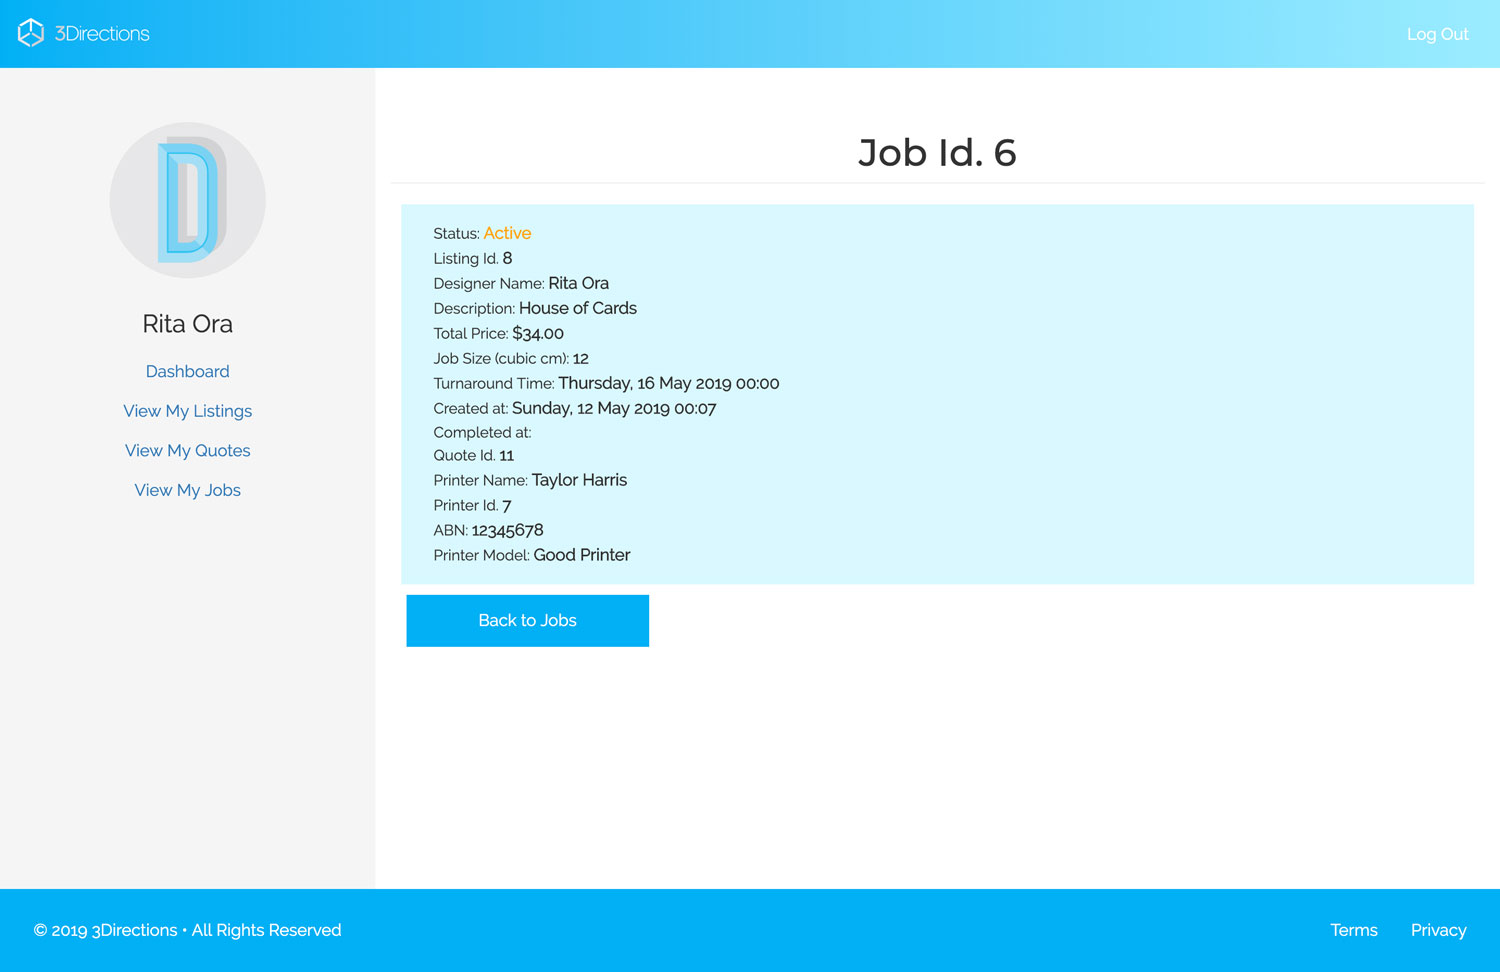 3Directions
Log Out
D
Rita Ora
Dashboard
View My Listings
View My Quotes
View My Jobs
Job Id. 6
Status: Active
Listing Id. 8
Designer Name: Rita Ora
Description: House of Cards
Total Price: $34.00
Job Size (cubic cm): 12
Turnaround Time: Thursday, 16 May 2019 00:00
Created at: Sunday, 12 May 2019 00:07
Completed at:
Quote Id. 11
Printer Name: Taylor Harris
Printer Id. 7
ABN: 12345678
Printer Model: Good Printer
Back to Jobs
© 2019 3Directions • All Rights Reserved
Terms
Privacy